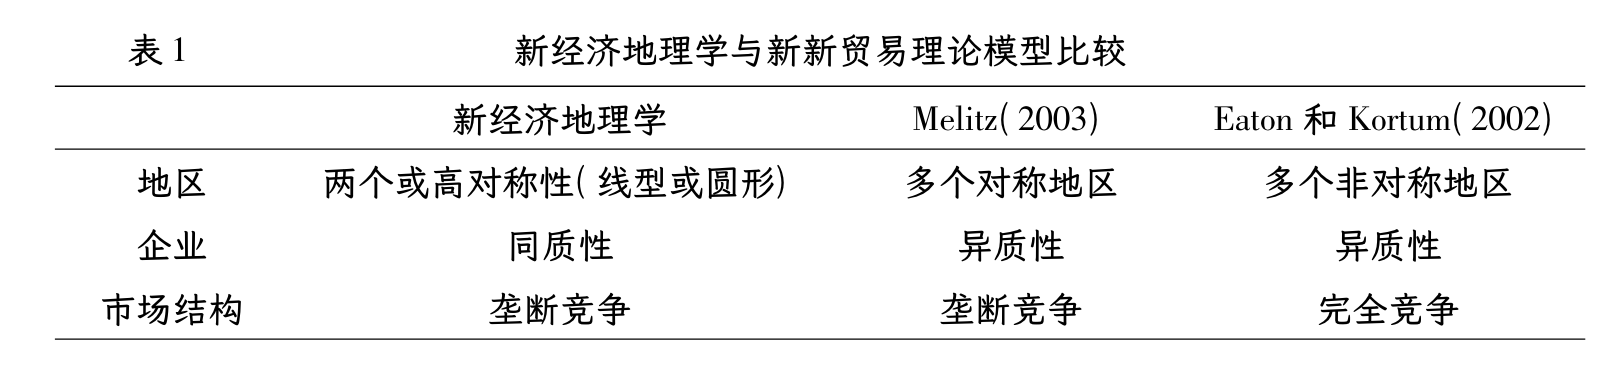 表1 新经济地理学与新新贸易理论模型比较
新经济地理学 Melitz(2003) Eaton 和 Kortum(2002)
地区 两个或高对称性(线型或圆形) 多个对称地区 多个非对称地区
企业 同质性 异质性 异质性
市场结构 垄断竞争 垄断竞争 完全竞争